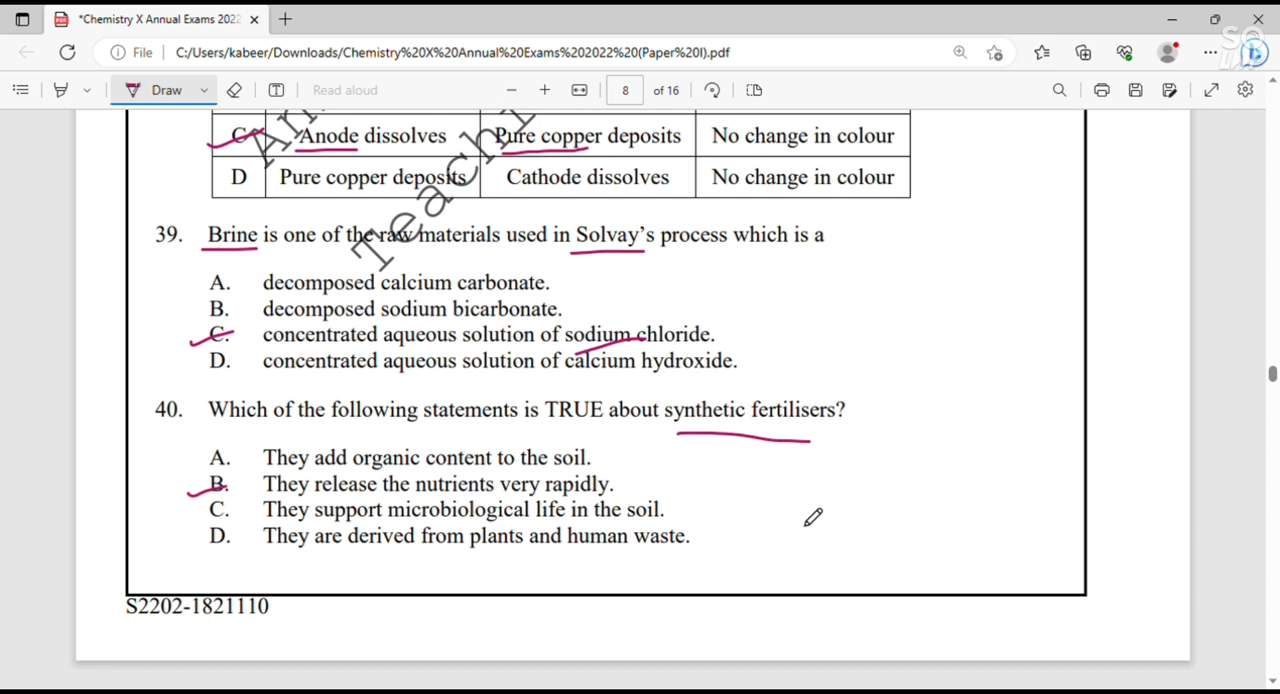 *Chemistry X Annual Exams 2022
File C:/Users/kabeer/Downloads/Chemistry%20X%20Annual%20Exams%202022%20(Paper%20I).pdf
Draw Read aloud 8 of 16
C Anode dissolves Pure copper deposits No change in colour
D Pure copper deposits Cathode dissolves No change in colour
39. Brine is one of the raw materials used in Solvay's process which is a
A. decomposed calcium carbonate.
B. decomposed sodium bicarbonate.
C. concentrated aqueous solution of sodium chloride.
D. concentrated aqueous solution of calcium hydroxide.
40. Which of the following statements is TRUE about synthetic fertilisers?
A. They add organic content to the soil.
B. They release the nutrients very rapidly.
C. They support microbiological life in the soil.
D. They are derived from plants and human waste.
S2202-1821110